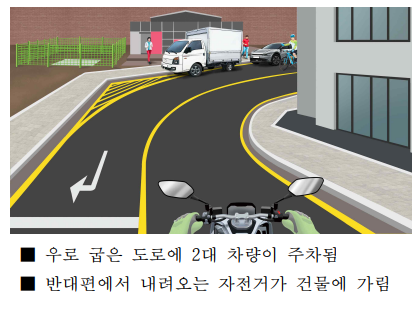 ■ 우로 굽은 도로에 2대 차량이 주차됨
■ 반대편에서 내려오는 자전거가 건물에 가림